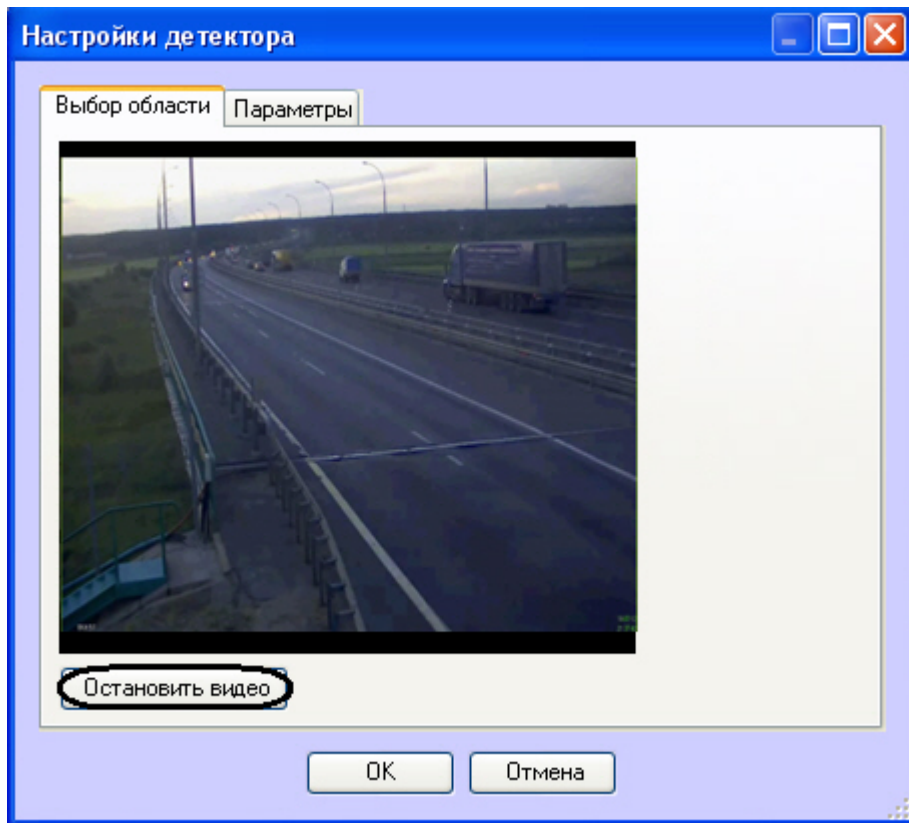 Настройки детектора
Выбор области
Параметры
Остановить видео
OK
Отмена